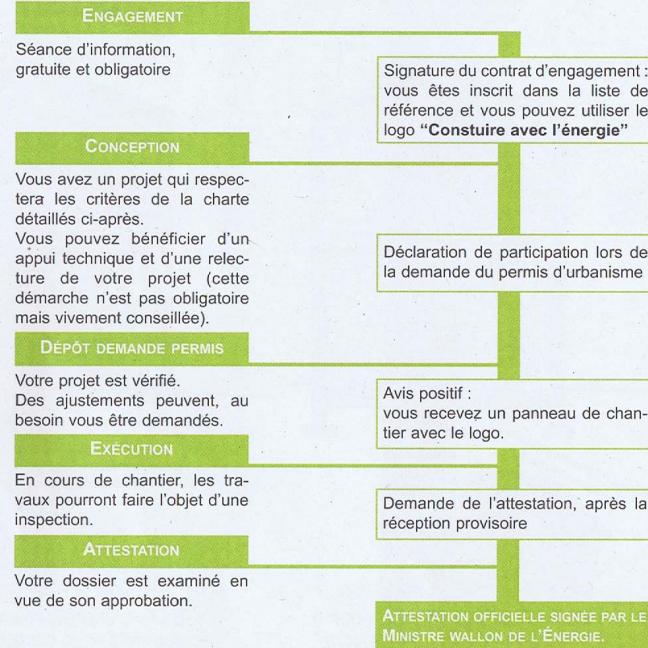 ENGAGEMENT
Séance d'information,
gratuite et obligatoire
Signature du contrat d'engagement :
vous êtes inscrit dans la liste de
référence et vous pouvez utiliser le
logo “Constuire avec l'énergie”
CONCEPTION
Vous avez un projet qui respec-
tera les critères de la charte
détaillés ci-après.
Vous pouvez bénéficier d'un
appui technique et d'une relec-
ture de votre projet (cette
démarche n'est pas obligatoire
mais vivement conseillée).
Déclaration de participation lors de
la demande du permis d'urbanisme
DÉPÔT DEMANDE PERMIS
Votre projet est vérifié.
Des ajustements peuvent, au
besoin vous être demandés.
Avis positif :
vous recevez un panneau de chan-
tier avec le logo.
EXÉCUTION
En cours de chantier, les tra-
vaux pourront faire l'objet d'une
inspection.
Demande de l'attestation, après la
réception provisoire
ATTESTATION
Votre dossier est examiné en
vue de son approbation.
ATTESTATION OFFICIELLE SIGNÉE PAR LE
MINISTRE WALLON DE L'ÉNERGIE.